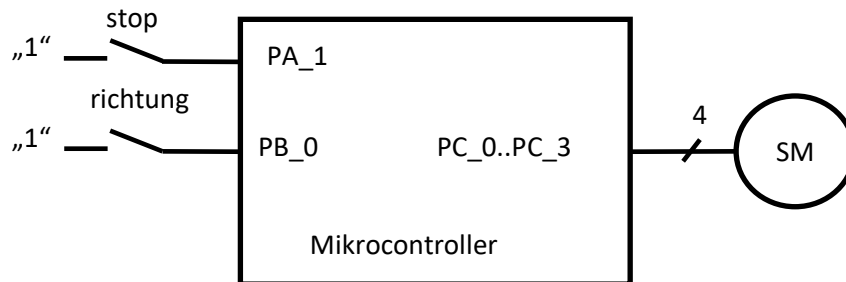 stop
„1“
PA_1
richtung
„1“
PB_0
PC_0..PC_3
4
SM
Mikrocontroller